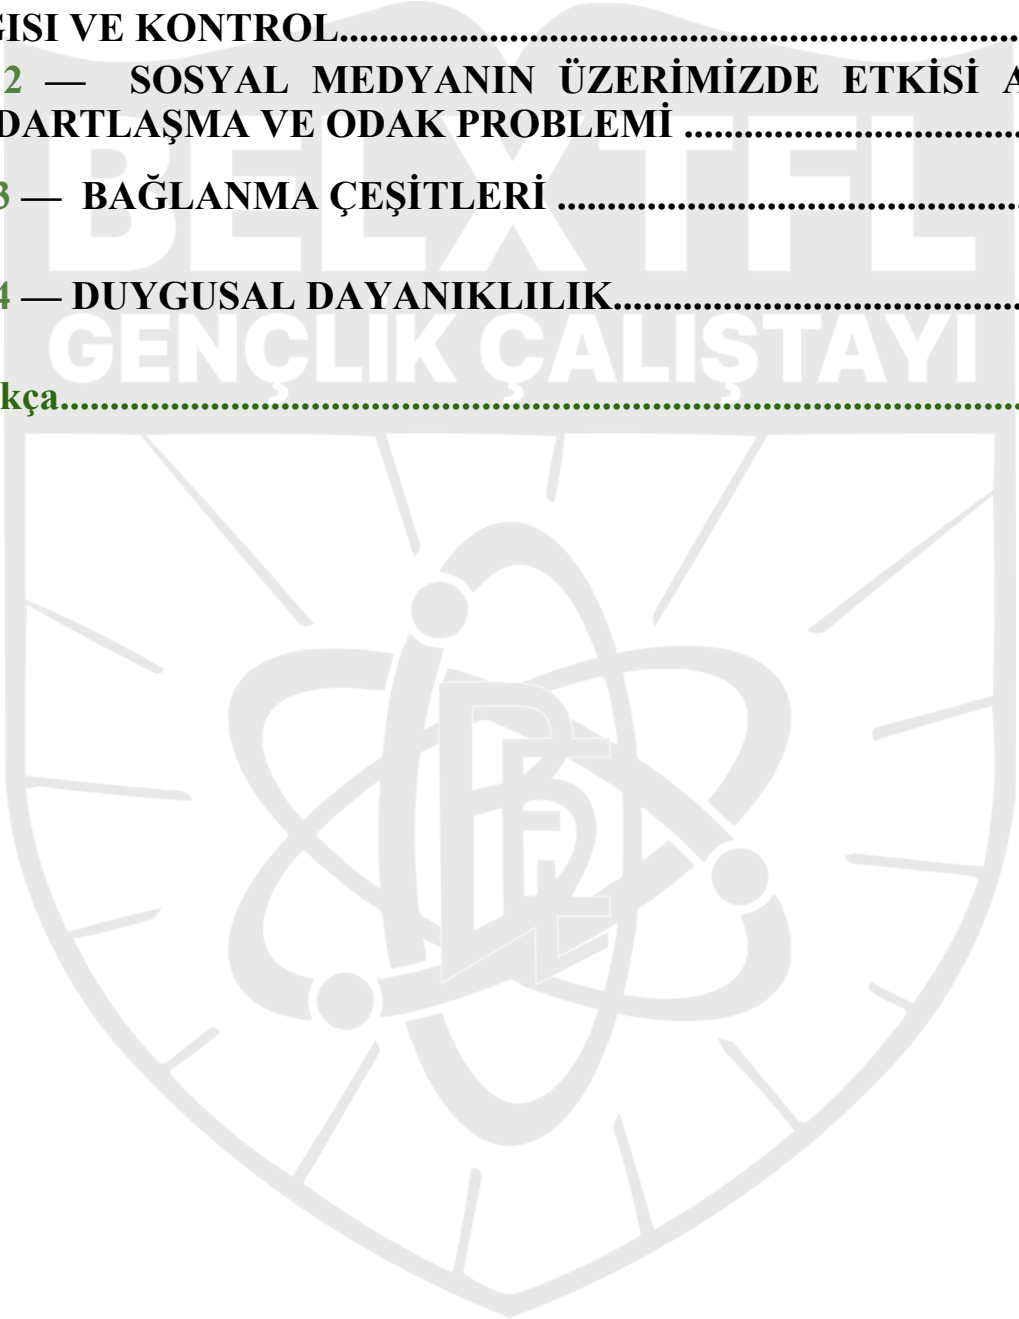 GISI VE KONTROL...............................................................................
2 — SOSYAL MEDYANIN ÜZERİMİZDE ETKİSİ A
DARTLAŞMA VE ODAK PROBLEMİ .......................................
3 — BAĞLANMA ÇEŞİTLERİ .....................................................
4 — DUYGUSAL DAYANIKLILIK..............................................
kça....................................................................................................
BELXTFL
GENÇLİK ÇALIŞTAYI